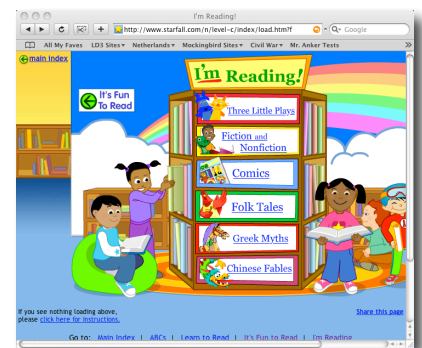 I'm Reading!
http://www.starfall.com/n/level-c/index/load.htm?f
Google
All My Faves LD3 Sites Netherlands Mockingbird Sites Civil War Mr. Anker Tests
main index
I'm Reading!
It's Fun
To Read
Three Little Plays
Fiction and
Nonfiction
Comics
Folk Tales
Greek Myths
Chinese Fables
If you see nothing loading above,
please click here for instructions.
Share this page
Go to: Main Index | ABCs | Learn to Read | It's Fun to Read | I'm Reading